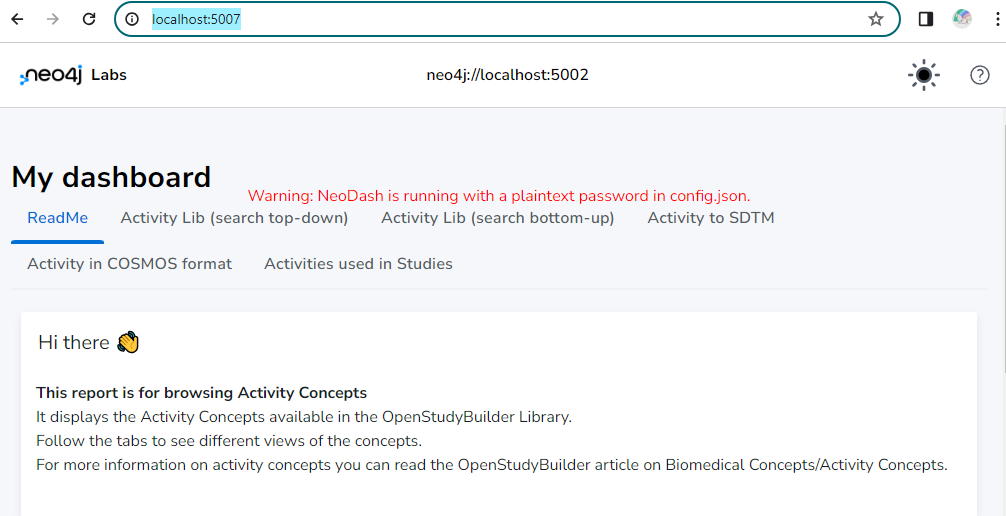 localhost:5007
neo4j Labs neo4j://localhost:5002
My dashboard
Warning: NeoDash is running with a plaintext password in config.json.
ReadMe Activity Lib (search top-down) Activity Lib (search bottom-up) Activity to SDTM
Activity in COSMOS format Activities used in Studies
Hi there 👏
This report is for browsing Activity Concepts
It displays the Activity Concepts available in the OpenStudyBuilder Library.
Follow the tabs to see different views of the concepts.
For more information on activity concepts you can read the OpenStudyBuilder article on Biomedical Concepts/Activity Concepts.